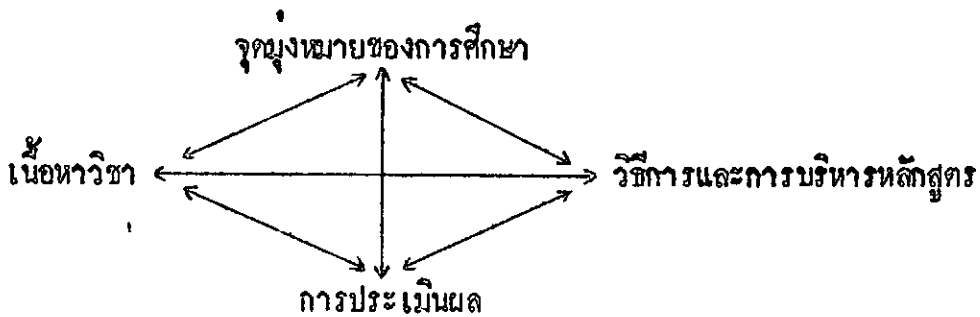 จุดมุ่งหมายของการศึกษา
เนื้อหาวิชา
วิธีการและการบริหารหลักสูตร
การประเมินผล